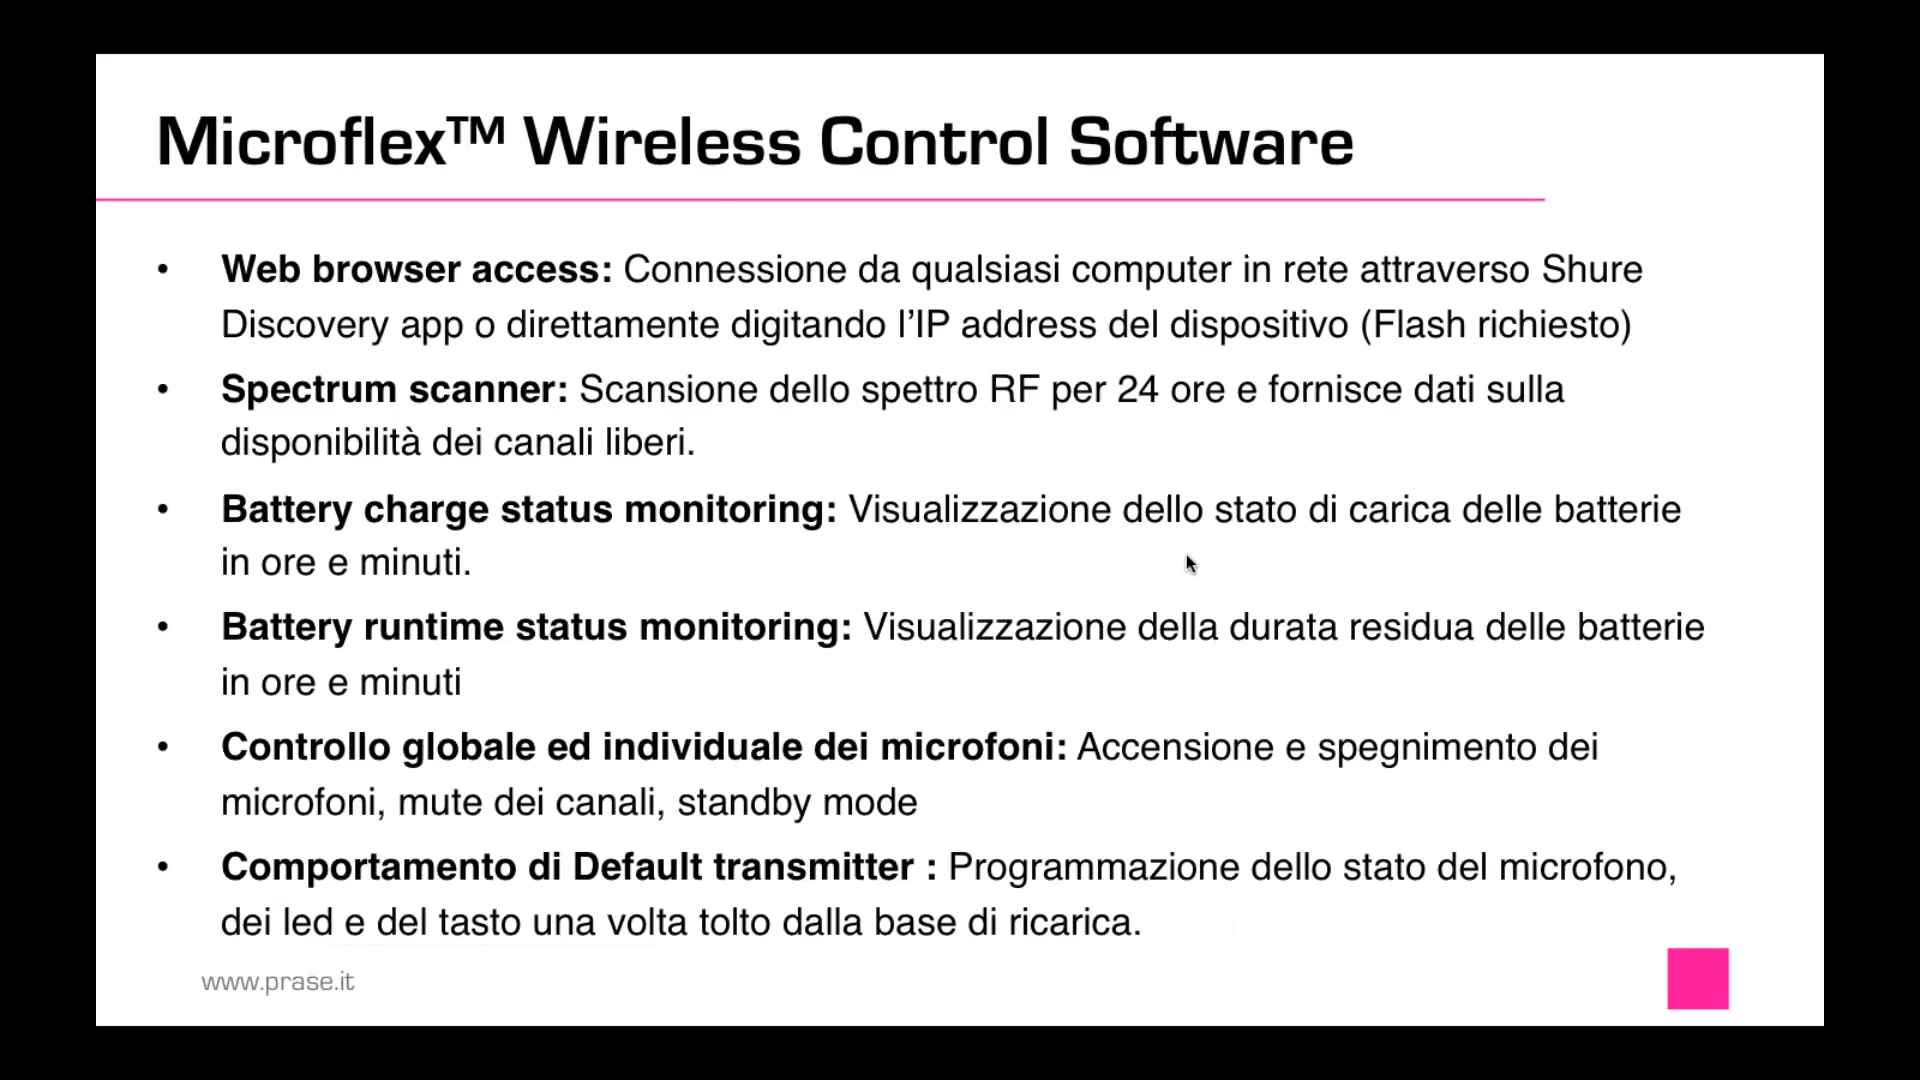 Microflex™ Wireless Control Software
• Web browser access: Connessione da qualsiasi computer in rete attraverso Shure
Discovery app o direttamente digitando l’IP address del dispositivo (Flash richiesto)
• Spectrum scanner: Scansione dello spettro RF per 24 ore e fornisce dati sulla
disponibilità dei canali liberi.
• Battery charge status monitoring: Visualizzazione dello stato di carica delle batterie
in ore e minuti.
• Battery runtime status monitoring: Visualizzazione della durata residua delle batterie
in ore e minuti
• Controllo globale ed individuale dei microfoni: Accensione e spegnimento dei
microfoni, mute dei canali, standby mode
• Comportamento di Default transmitter : Programmazione dello stato del microfono,
dei led e del tasto una volta tolto dalla base di ricarica.
www.prase.it